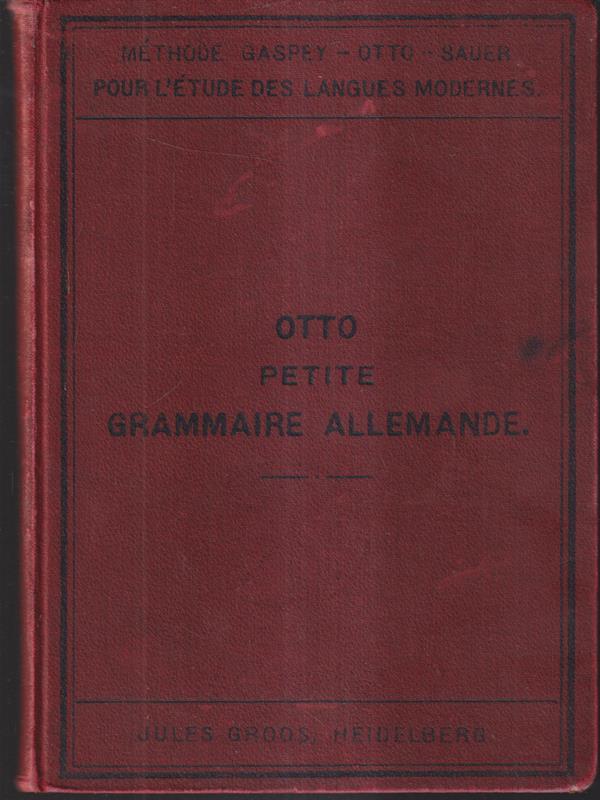 MÉTHODE GASPEY - OTTO - SAUER
POUR L'ÉTUDE DES LANGUES MODERNES.
OTTO
PETITE
GRAMMAIRE ALLEMANDE.
JULES GROOS, HEIDELBERG